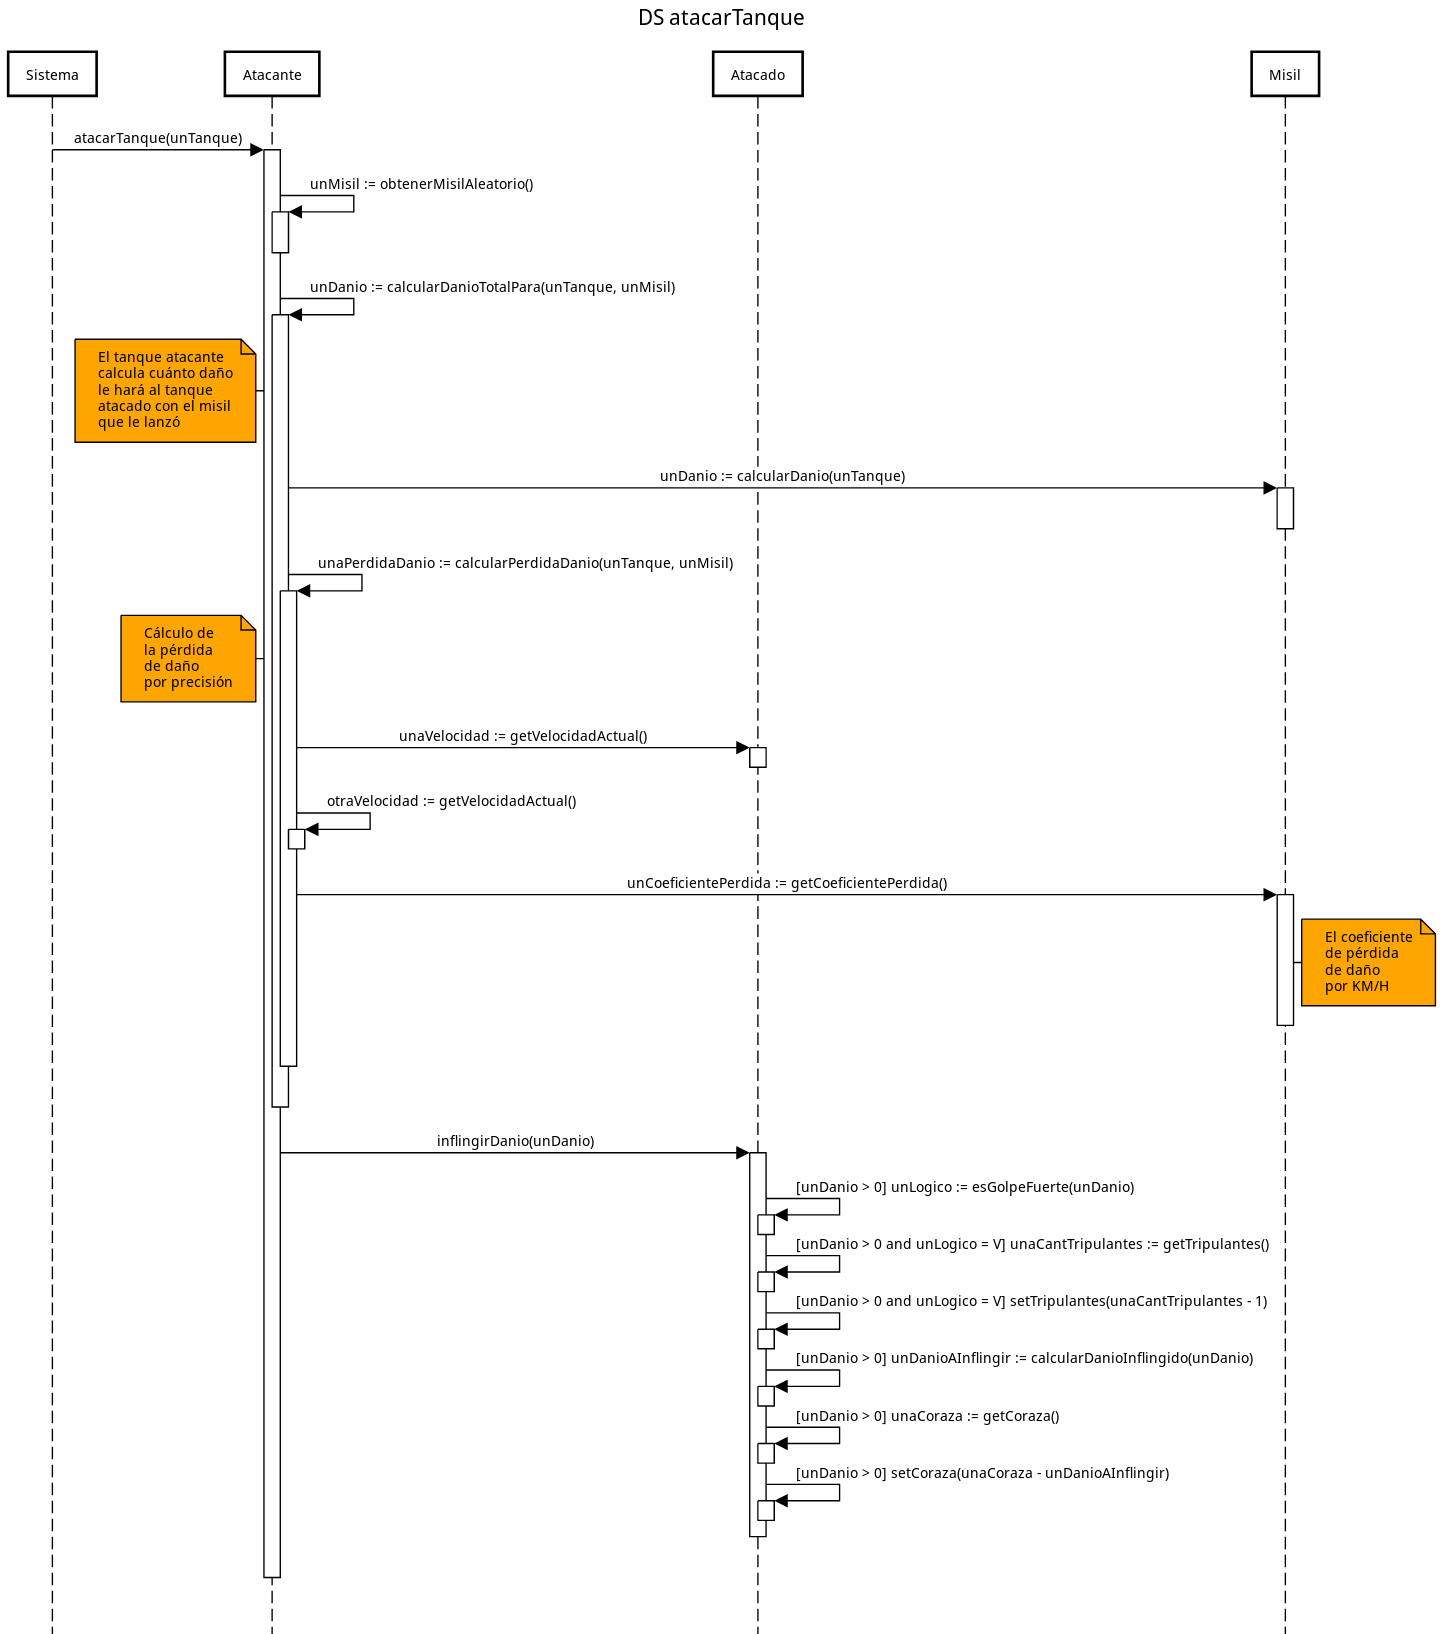 DS atacarTanque
Sistema
Atacante
Atacado
Misil
atacarTanque(unTanque)
unMisil := obtenerMisilAleatorio()
unDanio := calcularDanioTotalPara(unTanque, unMisil)
El tanque atacante
calcula cuánto daño
le hará al tanque
atacado con el misil
que le lanzó
unDanio := calcularDanio(unTanque)
unaPerdidaDanio := calcularPerdidaDanio(unTanque, unMisil)
Cálculo de
la pérdida
de daño
por precisión
unaVelocidad := getVelocidadActual()
otraVelocidad := getVelocidadActual()
unCoeficientePerdida := getCoeficientePerdida()
El coeficiente
de pérdida
de daño
por KM/H
inflingirDanio(unDanio)
[unDanio > 0] unLogico := esGolpeFuerte(unDanio)
[unDanio > 0 and unLogico = V] unaCantTripulantes := getTripulantes()
[unDanio > 0 and unLogico = V] setTripulantes(unaCantTripulantes - 1)
[unDanio > 0] unDanioAInflingir := calcularDanioInflingido(unDanio)
[unDanio > 0] unaCoraza := getCoraza()
[unDanio > 0] setCoraza(unaCoraza - unDanioAInflingir)